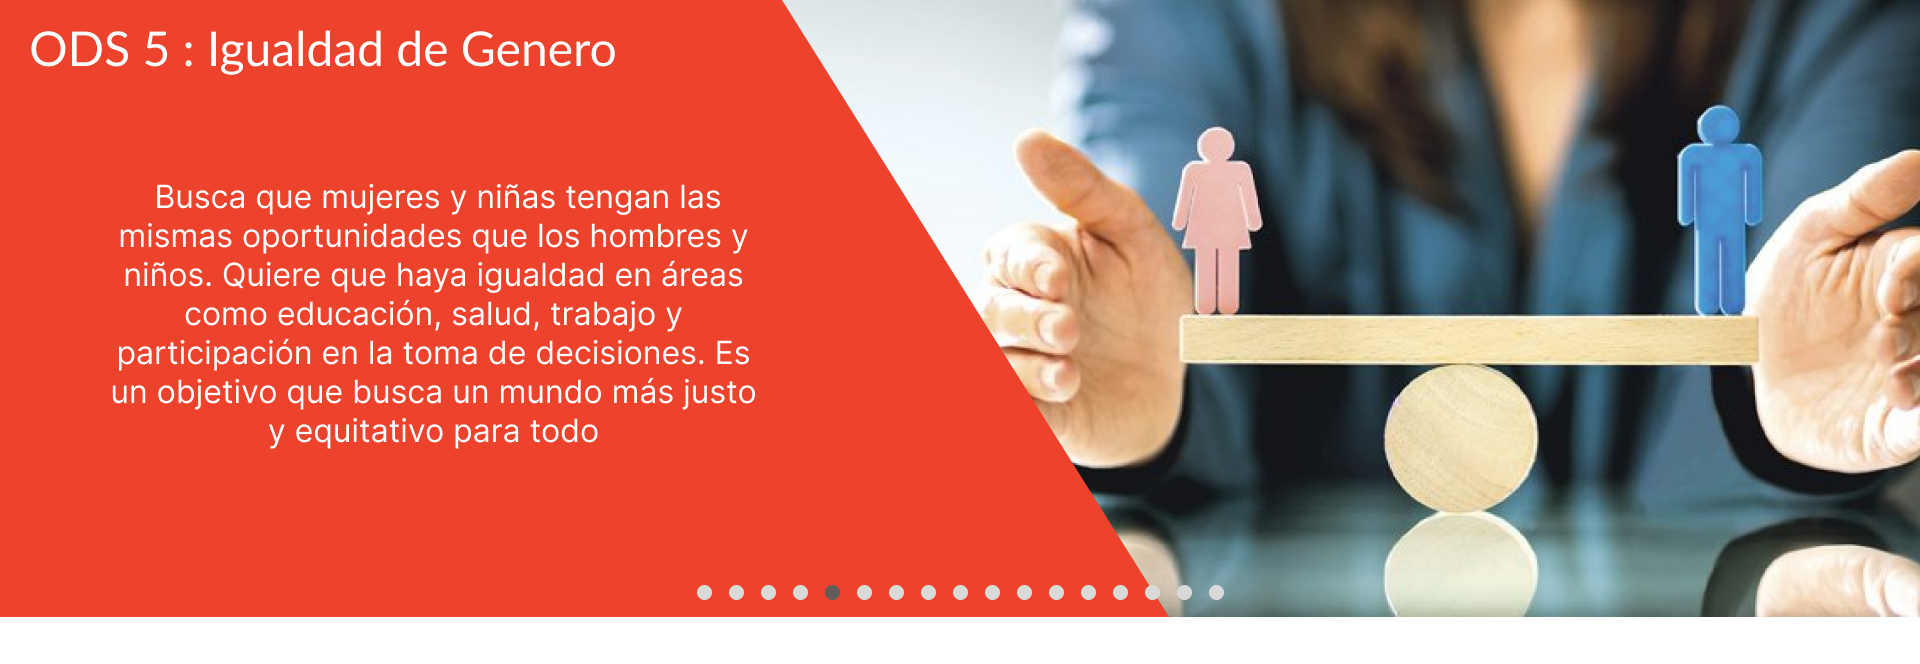 ODS 5 : Igualdad de Genero
Busca que mujeres y niñas tengan las
mismas oportunidades que los hombres y
niños. Quiere que haya igualdad en áreas
como educación, salud, trabajo y
participación en la toma de decisiones. Es
un objetivo que busca un mundo más justo
y equitativo para todo